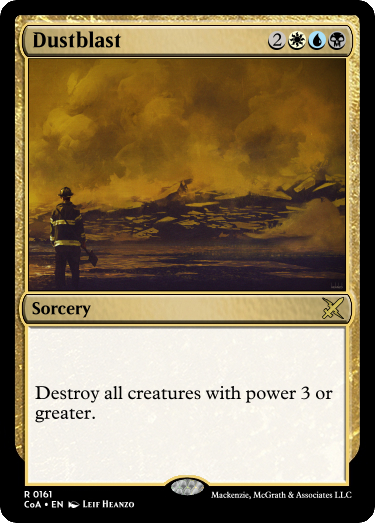 Dustblast 2
Sorcery
Destroy all creatures with power 3 or
greater.
R 0161
CoA • EN Leif Heanzo
Mackenzie, McGrath & Associates LLC